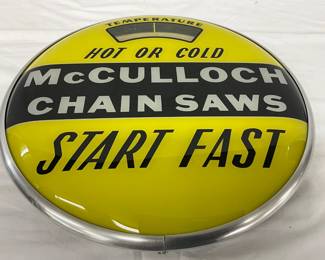 TEMPERATURE
HOT OR COLD
McCULLOCH
CHAIN SAWS
START FAST